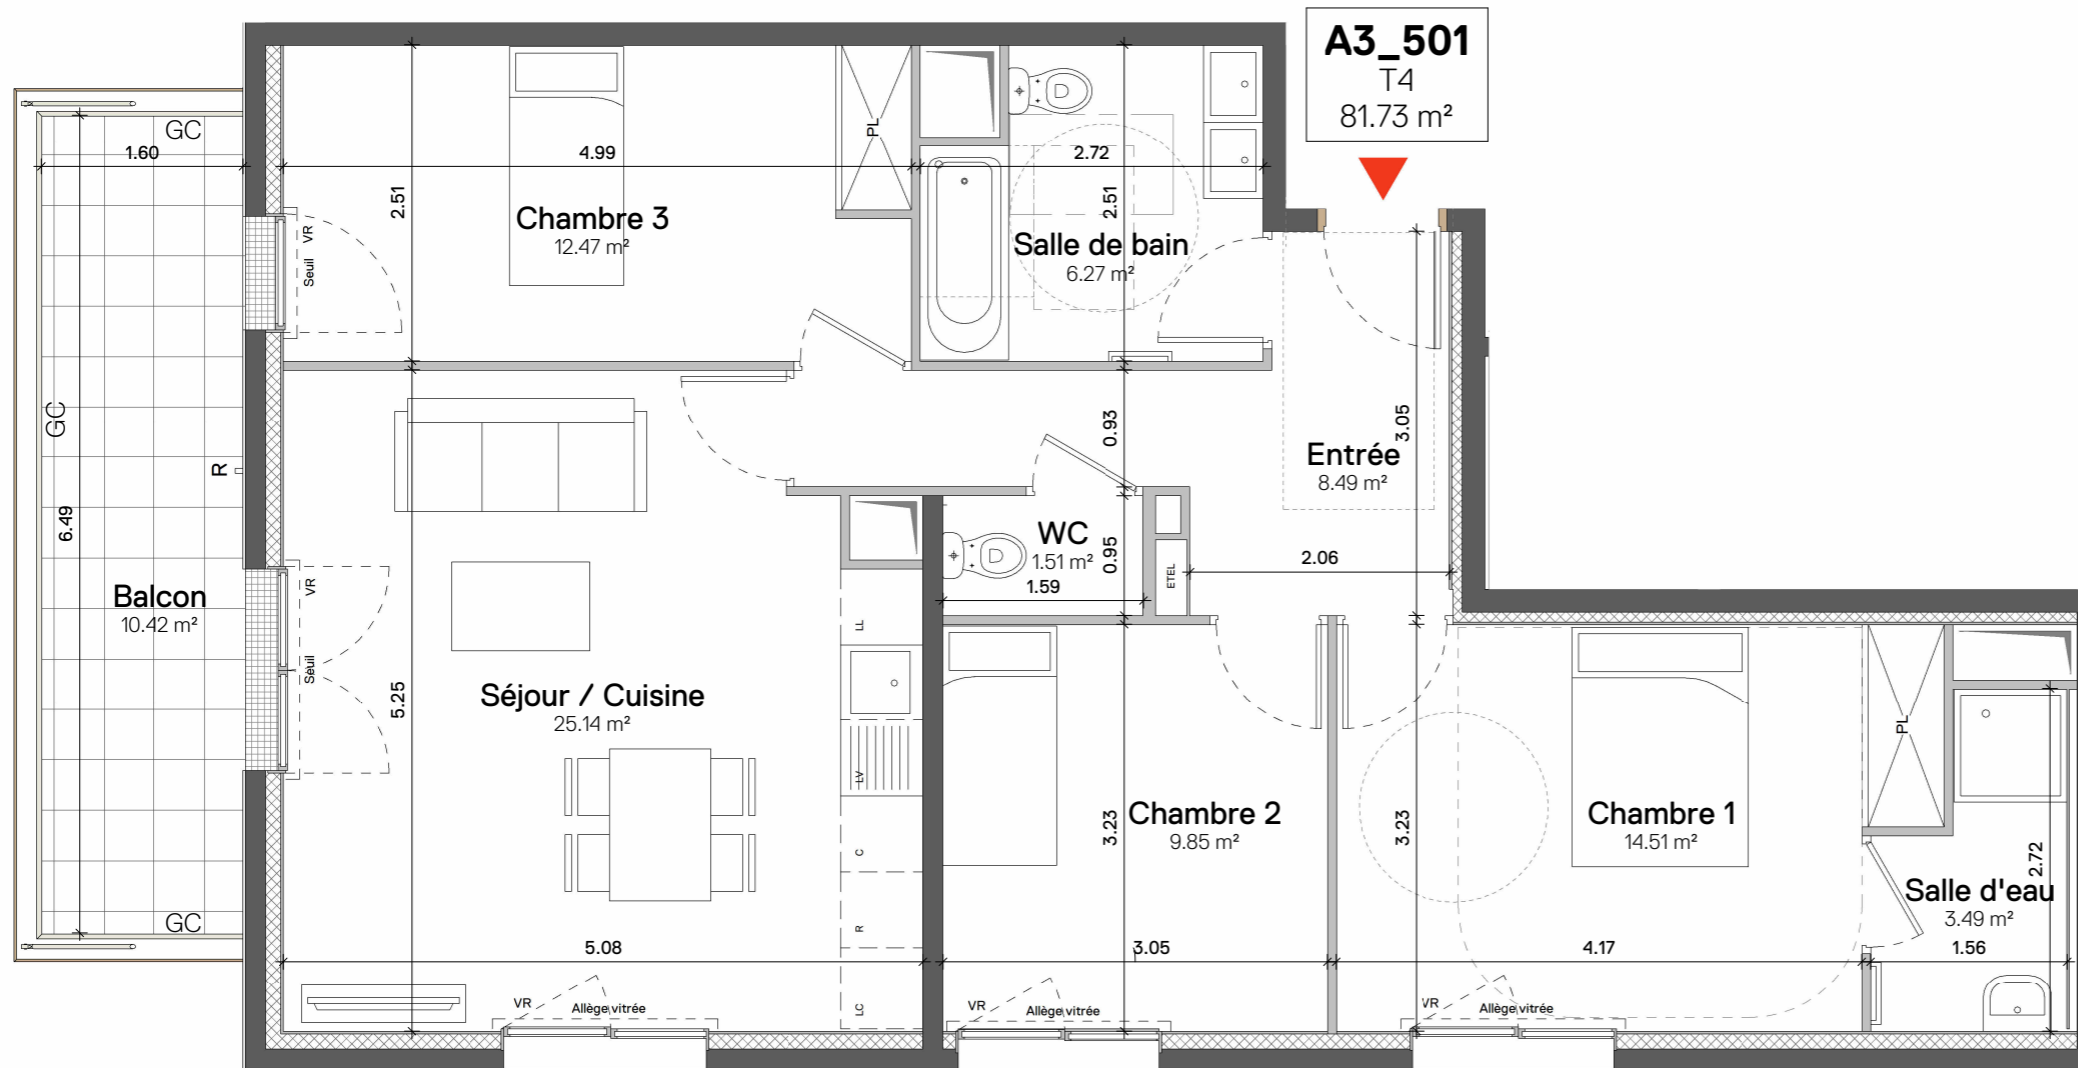 A3_501
T4
81.73 m²
GC
1.60
4.99
2.72
2.51
2.51
PL
VR
Seuil
Chambre 3
12.47 m²
Salle de bain
6.27 m²
GC
R
6.49
0.93
3.05
Entrée
8.49 m²
WC
1.51 m²
0.95
1.59
ETEL
2.06
Balcon
10.42 m²
VR
Seuil
LL
5.25
Séjour / Cuisine
25.14 m²
LV
C
R
LC
PL
Chambre 2
9.85 m²
3.23
3.23
Chambre 1
14.51 m²
2.72
Salle d'eau
3.49 m²
GC
5.08
3.05
4.17
1.56
VR
Allège vitrée
VR
Allège vitrée
VR
Allège vitrée